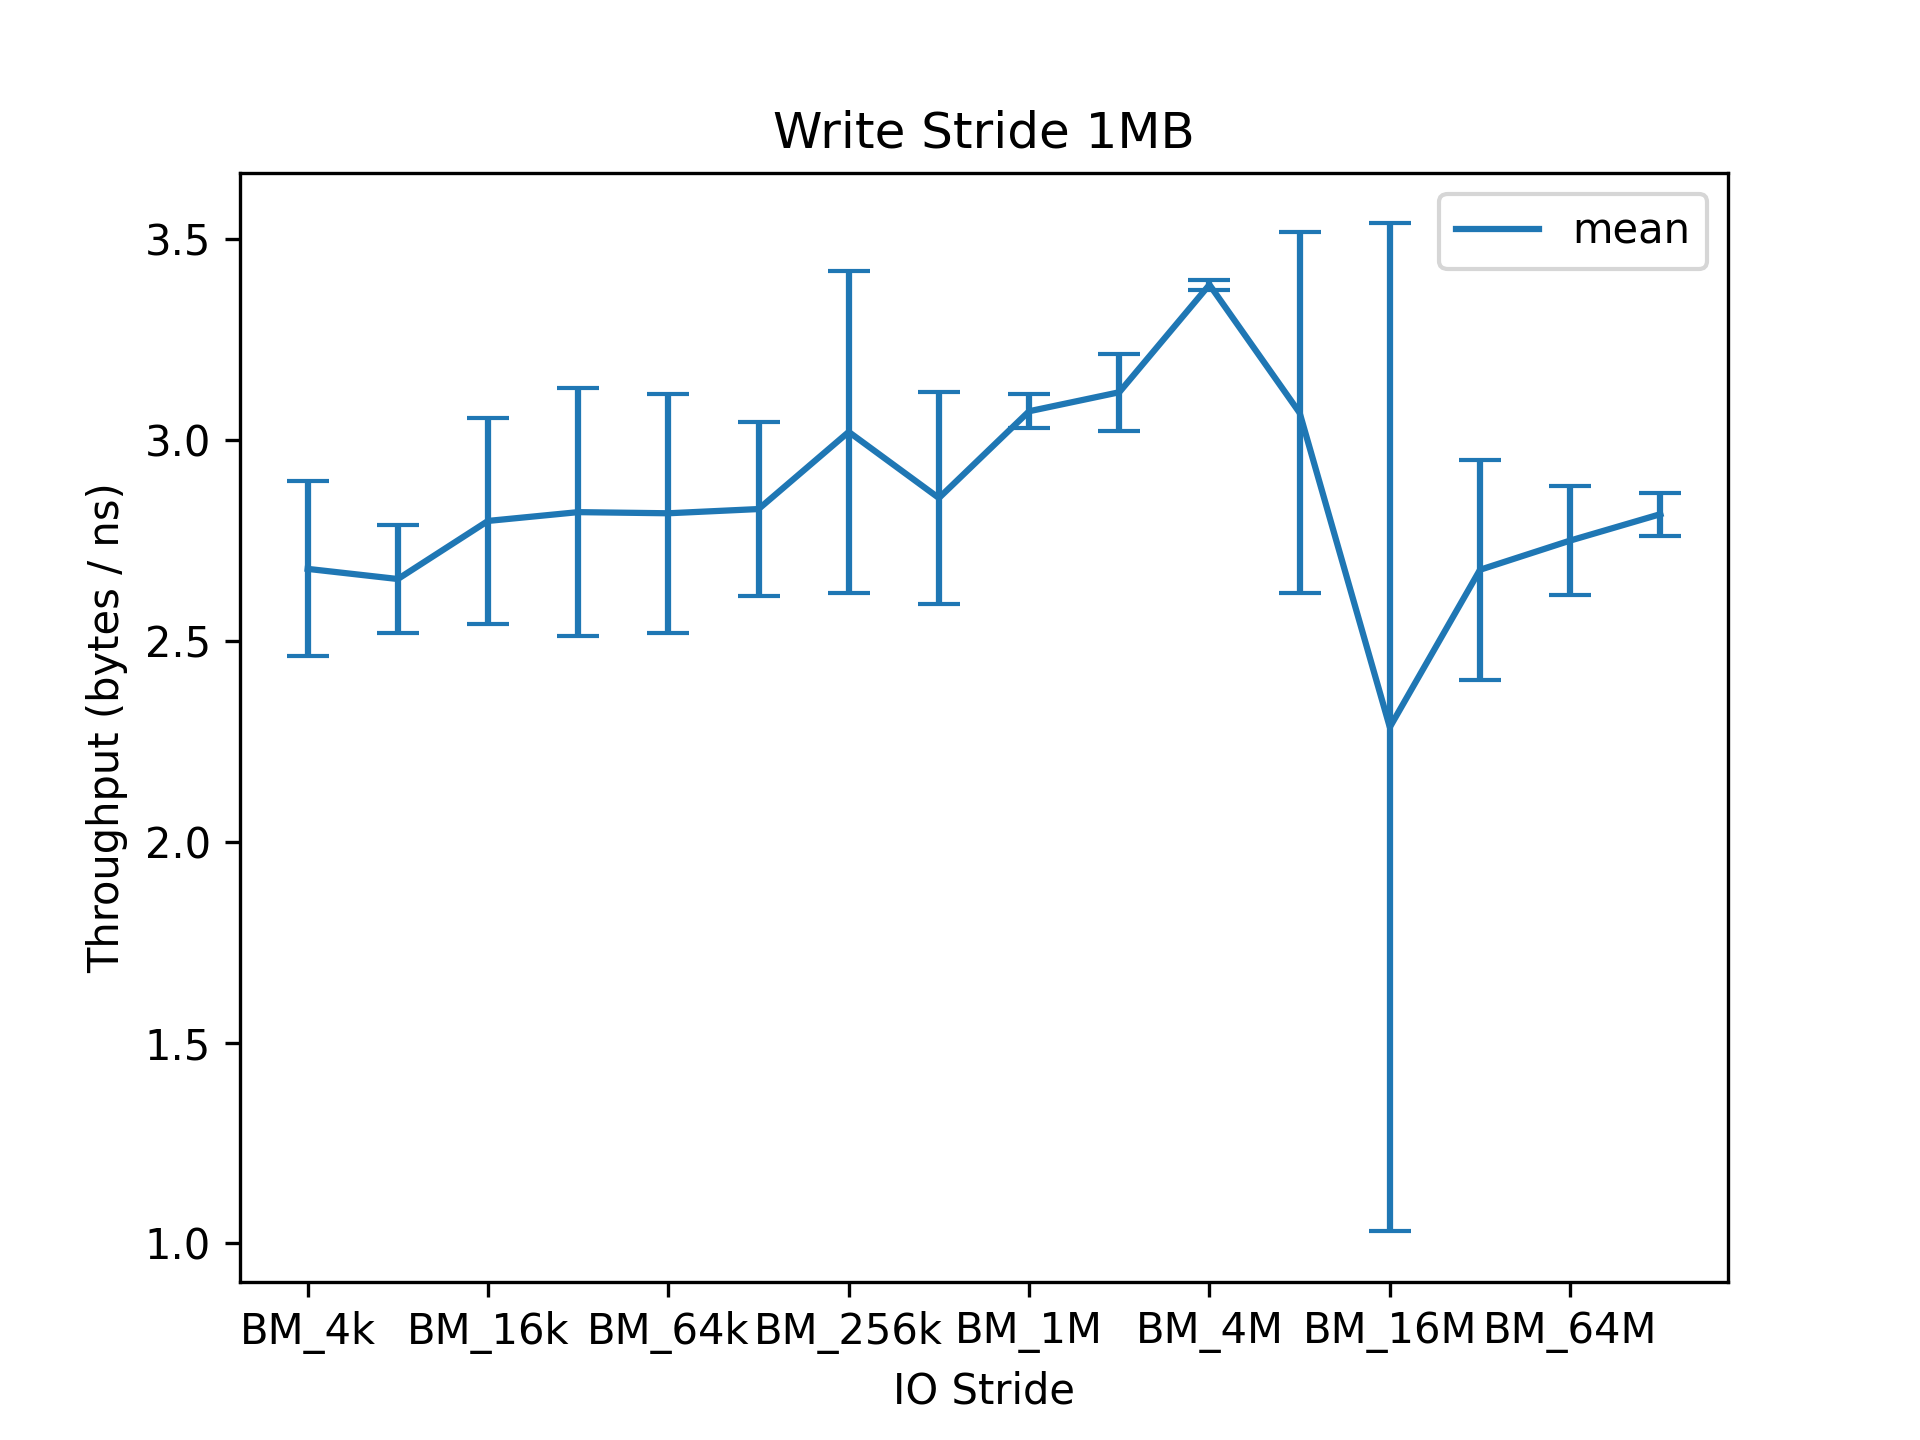 Write Stride 1MB
mean
3.5
3.0
2.5
2.0
1.5
1.0
Throughput (bytes / ns)
BM_4k BM_16k BM_64k BM_256k BM_1M BM_4M BM_16M BM_64M
IO Stride